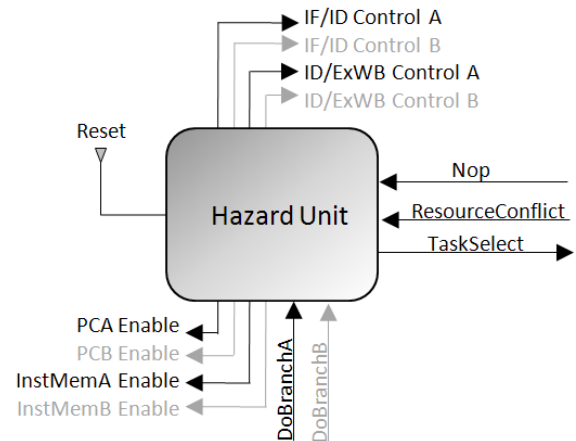 IF/ID Control A
IF/ID Control B
ID/ExWB Control A
ID/ExWB Control B
Reset
Nop
Hazard Unit
ResourceConflict
TaskSelect
PCA Enable
PCB Enable
InstMemA Enable
InstMemB Enable
DoBranchA
DoBranchB